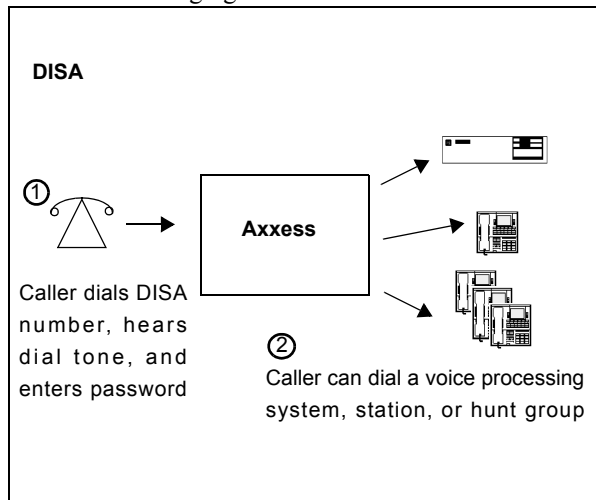 DISA
1
Axxess
Caller dials DISA
number, hears
dial tone, and
enters password
2
Caller can dial a voice processing
system, station, or hunt group